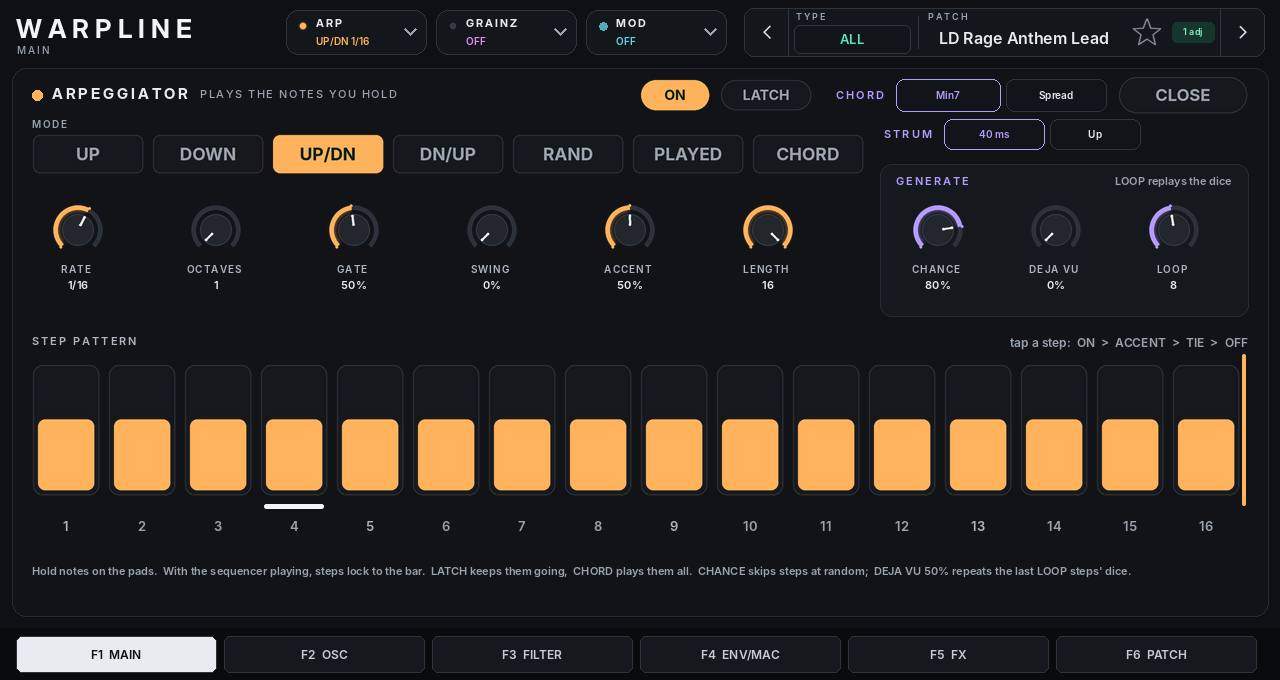 WARPLINE
MAIN
ARP
UP/DN 1/16
GRAINZ
OFF
MOD
OFF
TYPE
ALL
PATCH
LD Rage Anthem Lead
1 adj
ARPEGGIATOR
PLAYS THE NOTES YOU HOLD
ON
LATCH
CHORD
Min7
Spread
CLOSE
MODE
UP
DOWN
UP/DN
DN/UP
RAND
PLAYED
CHORD
STRUM
40 ms
Up
RATE
1/16
OCTAVES
1
GATE
50%
SWING
0%
ACCENT
50%
LENGTH
16
GENERATE
LOOP replays the dice
CHANCE
80%
DEJA VU
0%
LOOP
8
STEP PATTERN
tap a step: ON > ACCENT > TIE > OFF
1 2 3 4 5 6 7 8 9 10 11 12 13 14 15 16
Hold notes on the pads. With the sequencer playing, steps lock to the bar. LATCH keeps them going, CHORD plays them all. CHANCE skips steps at random; DEJA VU 50% repeats the last LOOP steps' dice.
F1 MAIN
F2 OSC
F3 FILTER
F4 ENV/MAC
F5 FX
F6 PATCH